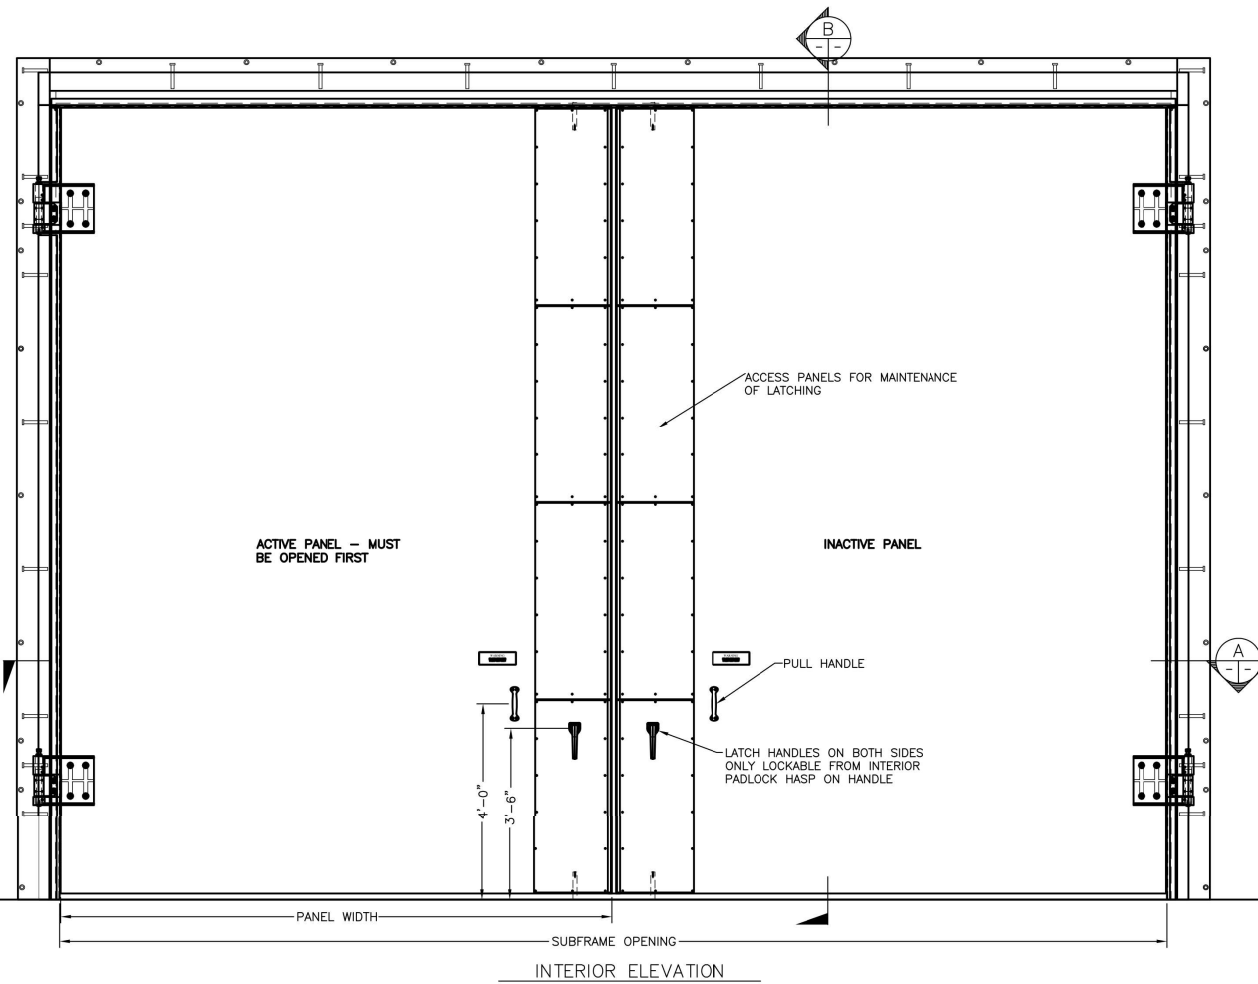 B
- -
ACCESS PANELS FOR MAINTENANCE
OF LATCHING
ACTIVE PANEL – MUST
BE OPENED FIRST
INACTIVE PANEL
A
- -
PULL HANDLE
LATCH HANDLES ON BOTH SIDES
ONLY LOCKABLE FROM INTERIOR
PADLOCK HASP ON HANDLE
4'-0"
3'-6"
PANEL WIDTH
SUBFRAME OPENING
INTERIOR ELEVATION